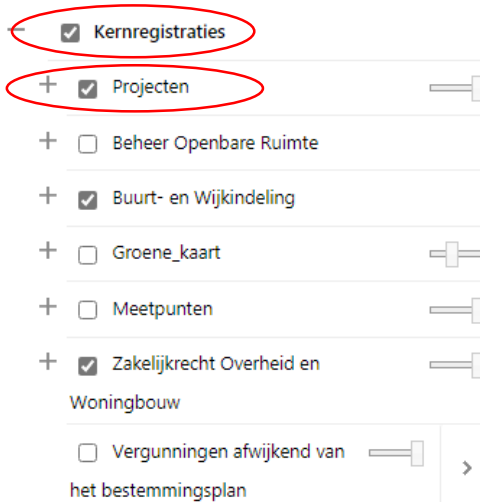 Kernregistraties
Projecten
Beheer Openbare Ruimte
Buurt- en Wijkindeling
Groene_kaart
Meetpunten
Zakelijkrecht Overheid en
Woningbouw
Vergunningen afwijkend van
het bestemmingsplan